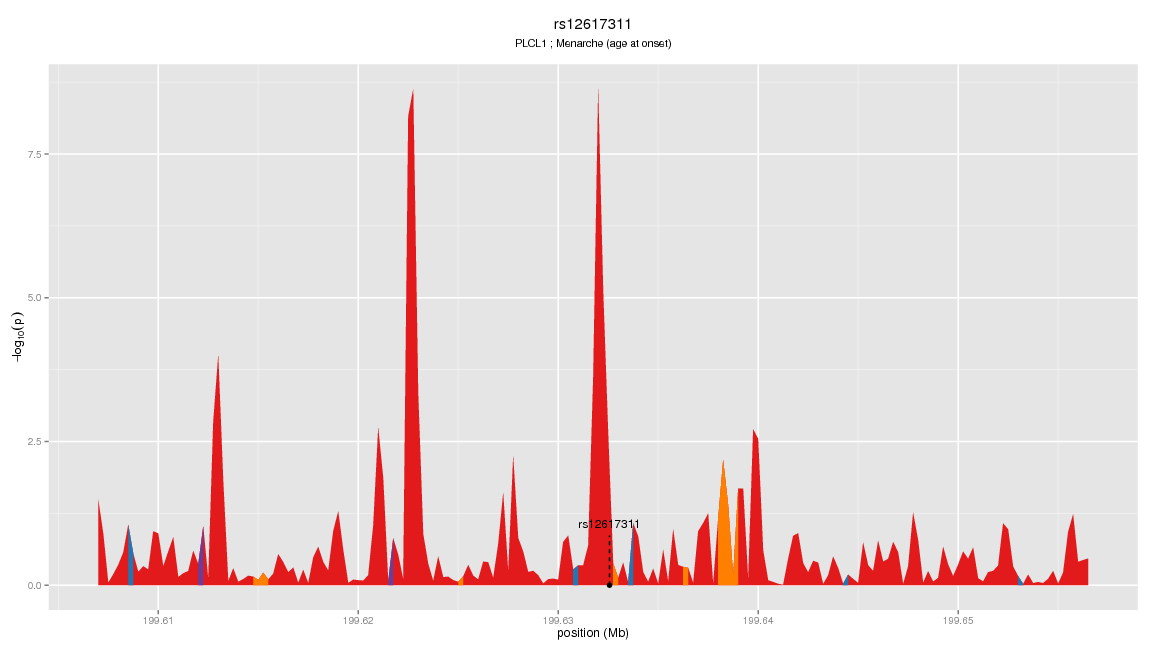 rs12617311
PLCL1 ; Menarche (age at onset)
−log10(p)
7.5
5.0
2.5
0.0
rs12617311
199.61 199.62 199.63 199.64 199.65
position (Mb)